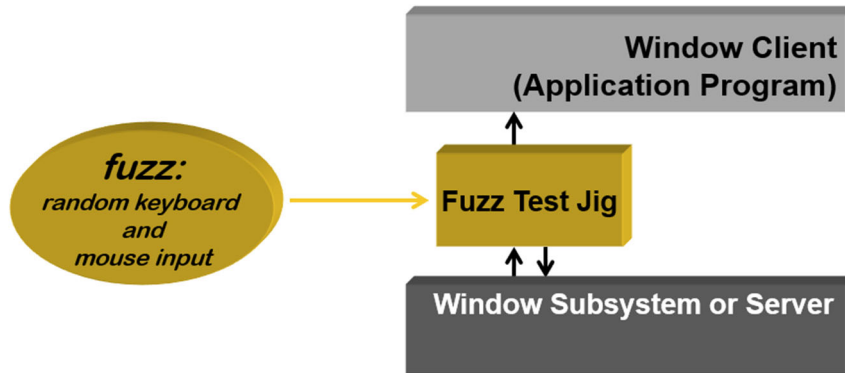 Window Client
(Application Program)
fuzz:
random keyboard
and
mouse input
Fuzz Test Jig
Window Subsystem or Server